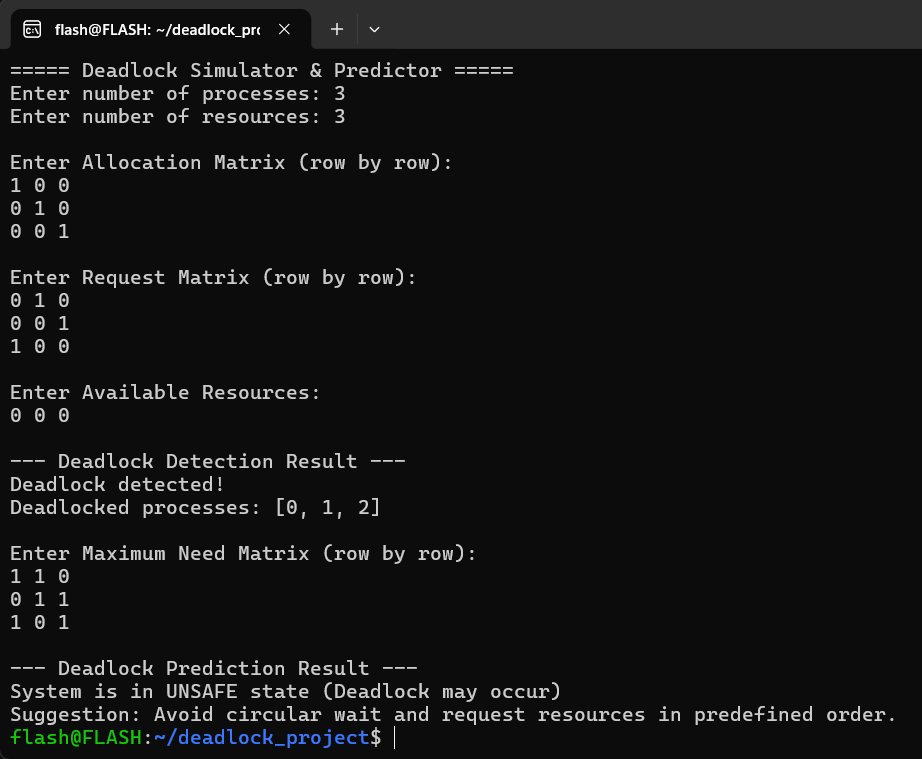 flash@FLASH: ~/deadlock_pro
===== Deadlock Simulator & Predictor =====
Enter number of processes: 3
Enter number of resources: 3
Enter Allocation Matrix (row by row):
1 0 0
0 1 0
0 0 1
Enter Request Matrix (row by row):
0 1 0
0 0 1
1 0 0
Enter Available Resources:
0 0 0
--- Deadlock Detection Result ---
Deadlock detected!
Deadlocked processes: [0, 1, 2]
Enter Maximum Need Matrix (row by row):
1 1 0
0 1 1
1 0 1
--- Deadlock Prediction Result ---
System is in UNSAFE state (Deadlock may occur)
Suggestion: Avoid circular wait and request resources in predefined order.
flash@FLASH:~/deadlock_project$